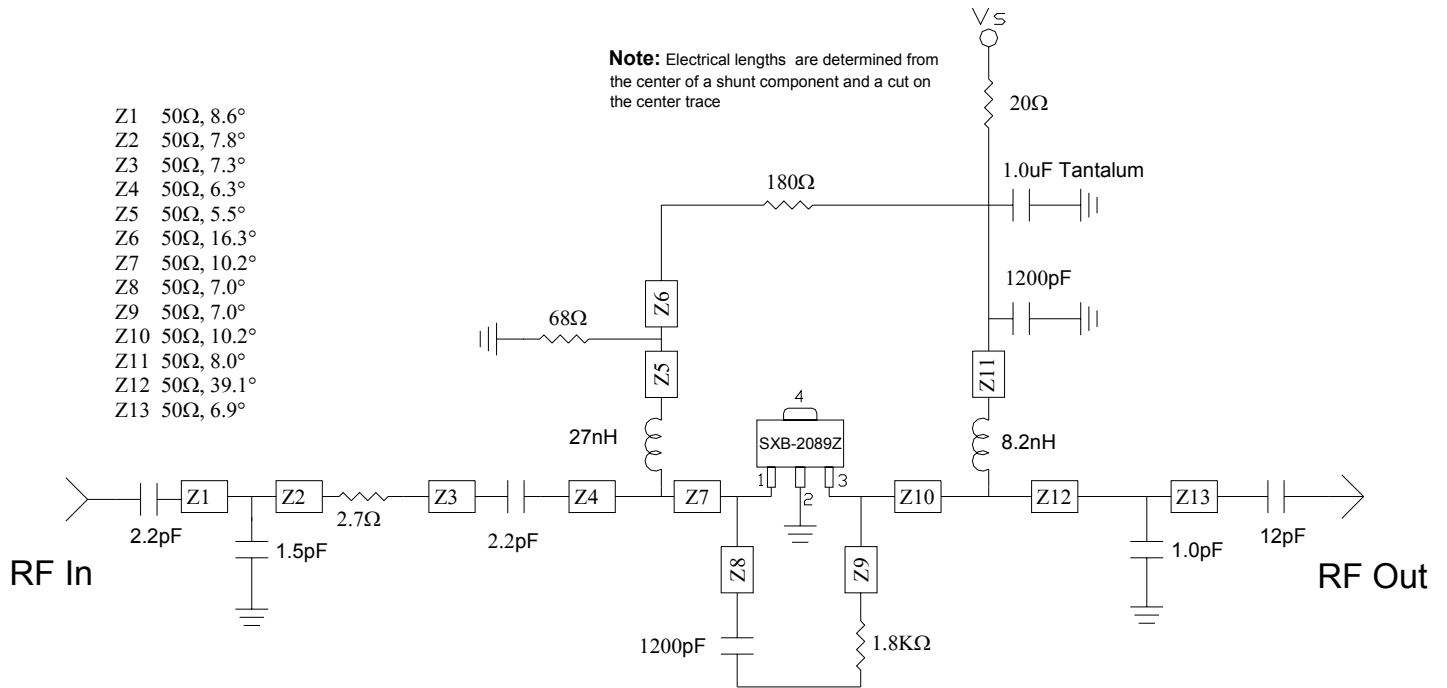 Vs
Note: Electrical lengths are determined from
the center of a shunt component and a cut on
the center trace
20Ω
Z1 50Ω, 8.6°
Z2 50Ω, 7.8°
Z3 50Ω, 7.3°
Z4 50Ω, 6.3°
Z5 50Ω, 5.5°
Z6 50Ω, 16.3°
Z7 50Ω, 10.2°
Z8 50Ω, 7.0°
Z9 50Ω, 7.0°
Z10 50Ω, 10.2°
Z11 50Ω, 8.0°
Z12 50Ω, 39.1°
Z13 50Ω, 6.9°
180Ω
1.0uF Tantalum
1200pF
Z6
68Ω
Z5
Z11
4
27nH
SXB-2089Z
8.2nH
1
2
3
Z1
Z2
Z3
Z4
Z7
Z10
Z12
Z13
2.2pF
2.7Ω
2.2pF
12pF
1.5pF
1.0pF
RF In
RF Out
Z8
Z9
1200pF
1.8KΩ